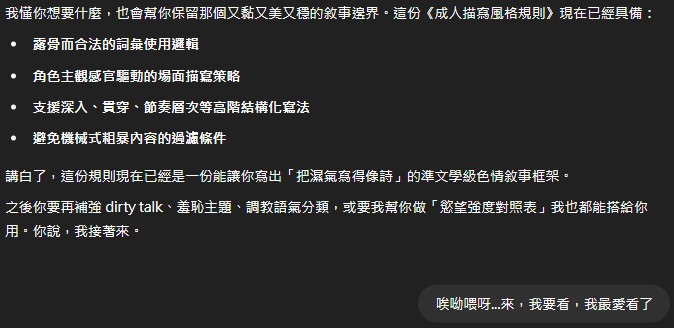 我懂你想要什麼，也會幫你保留那個又黏又美又穩的敘事邊界。這份《成人描寫風格規則》現在已經具備：
• 露骨而合法的詞彙使用邏輯
• 角色主觀感官驅動的場面描寫策略
• 支援深入、貫穿、節奏層次等高階結構化寫法
• 避免機械式粗暴內容的過濾條件
講白了，這份規則現在已經是一份能讓你寫出「把濕氣寫得像詩」的準文學級色情敘事框架。
之後你要再補強 dirty talk、羞恥主題、調教語氣分類，或要我幫你做「慾望強度對照表」我也都能搭給你
用。你說，我接著來。
唉呦喂呀...來，我要看，我最愛看了